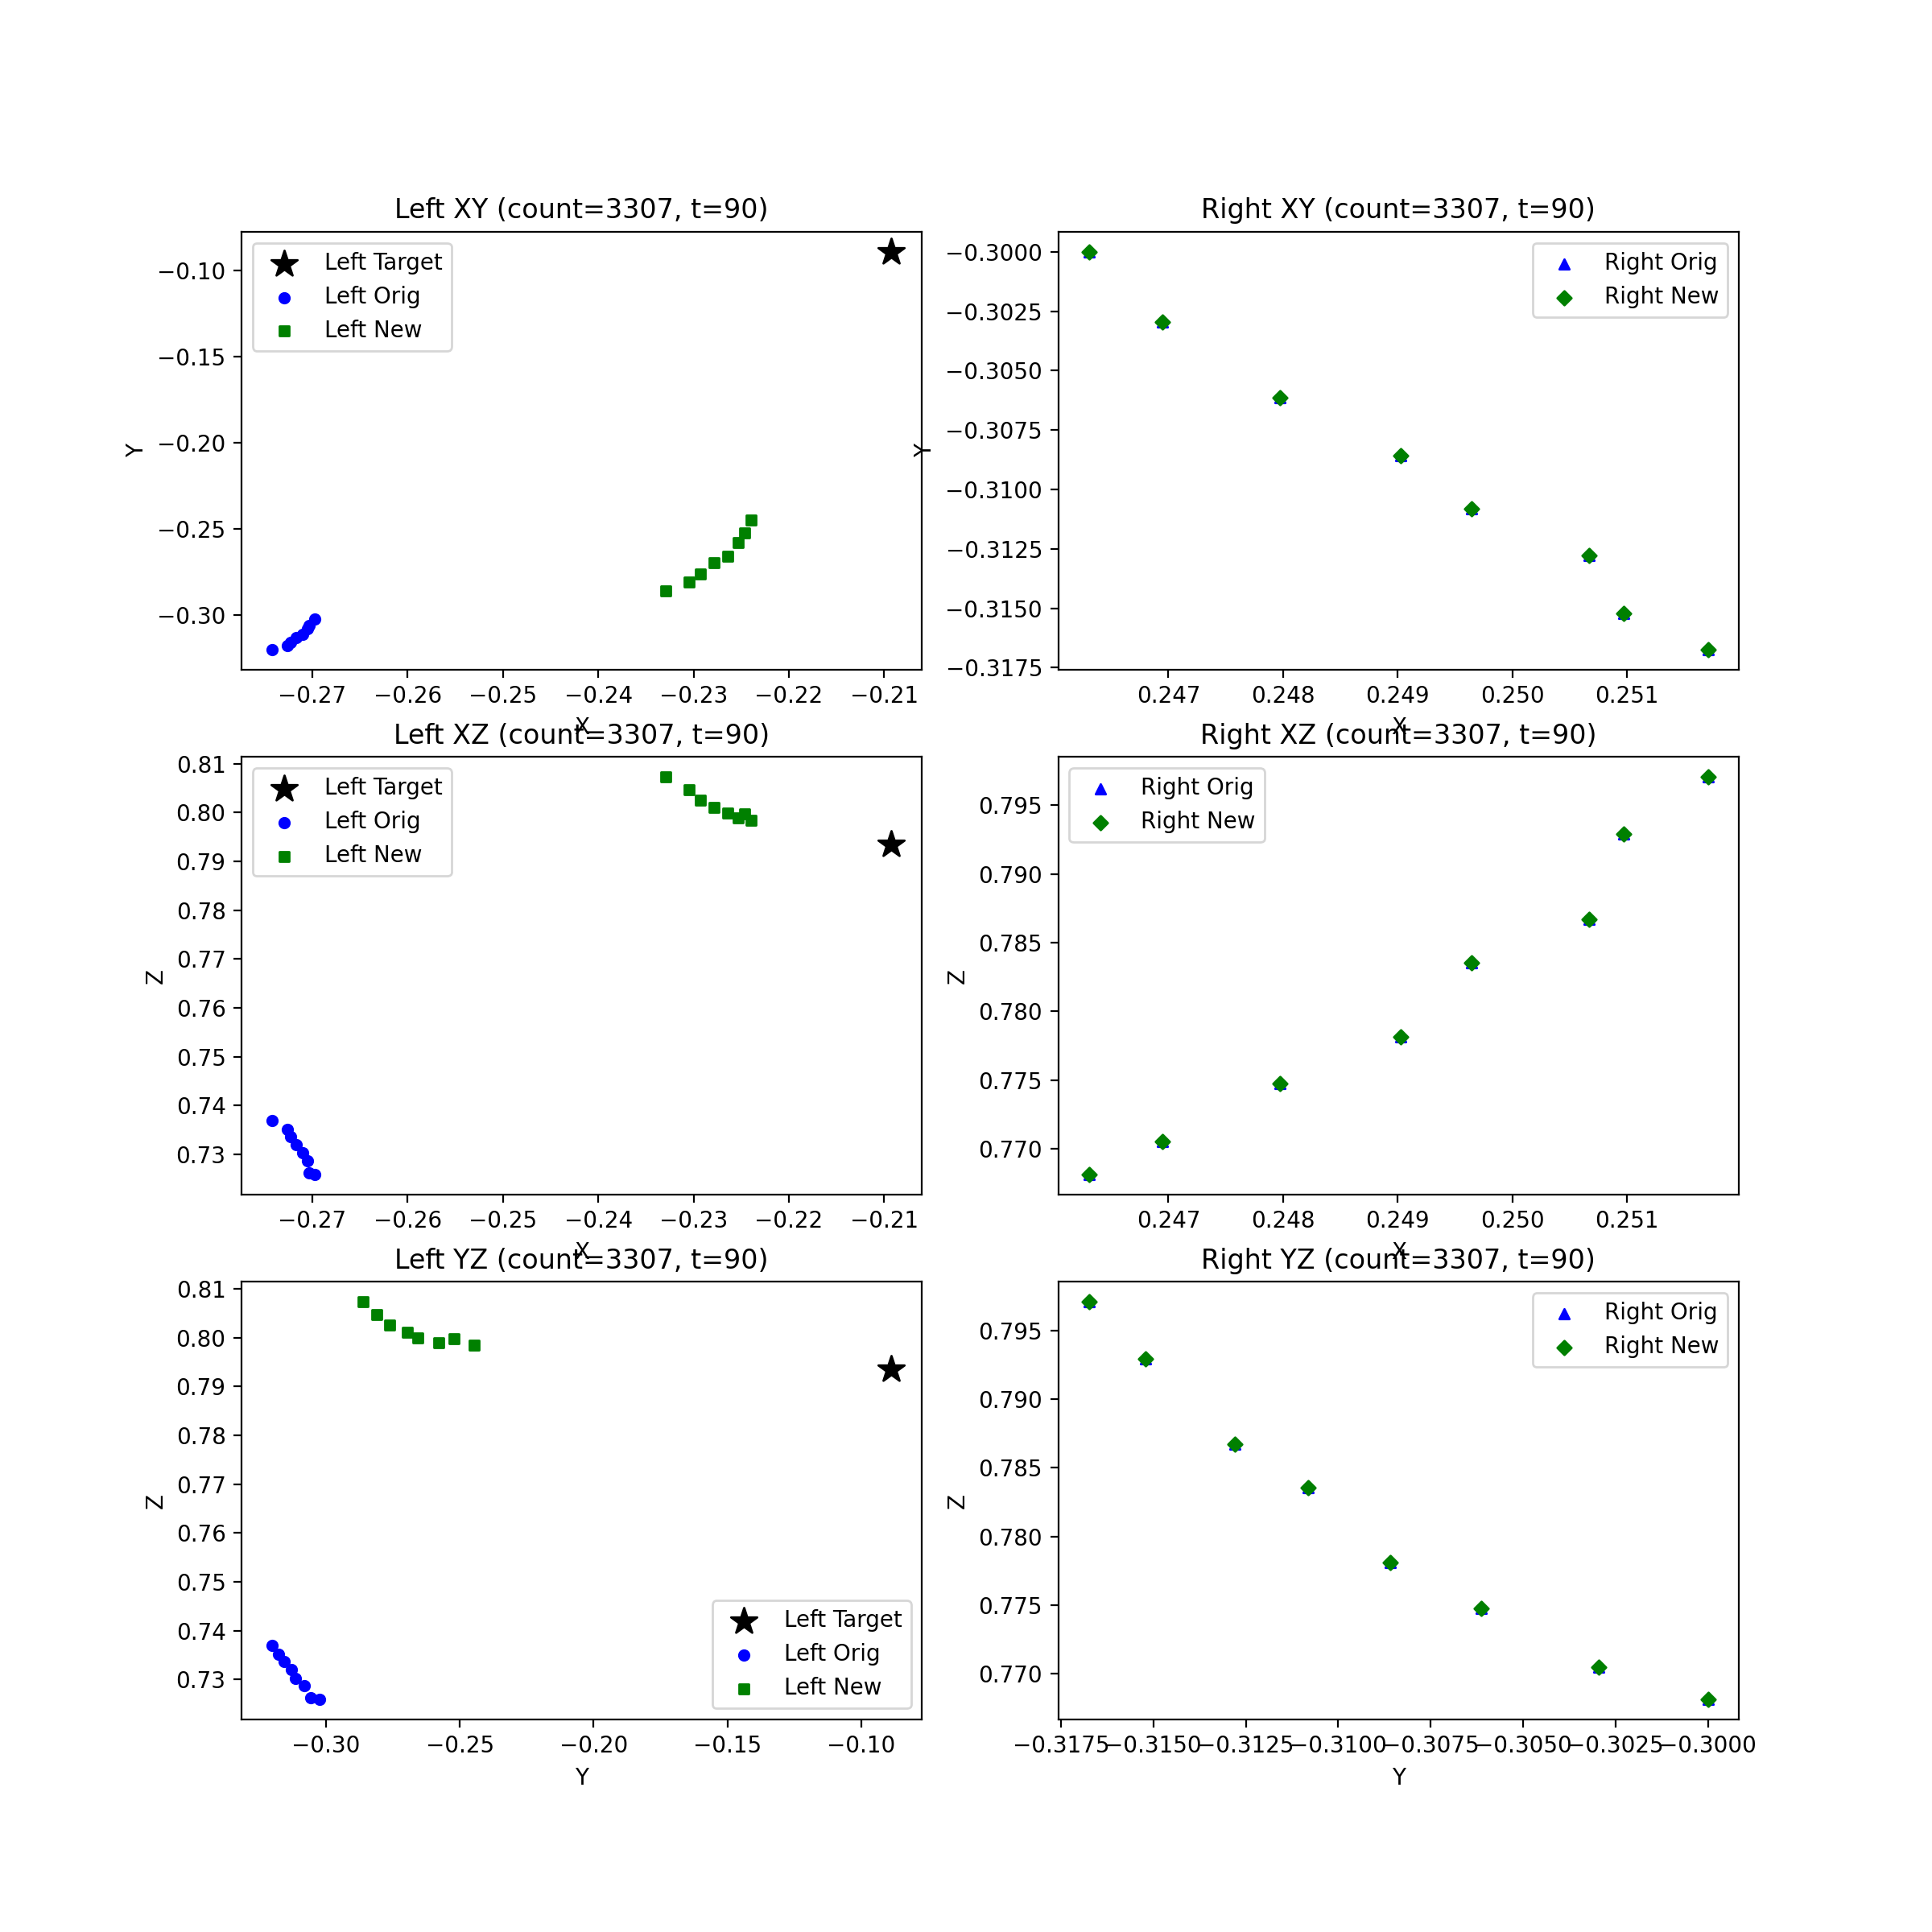 Left XY (count=3307, t=90)
Left Target
Left Orig
Left New
−0.10
−0.15
−0.20
−0.25
−0.30
Y
−0.27 −0.26 −0.25 −0.24 −0.23 −0.22 −0.21
X
Right XY (count=3307, t=90)
Right Orig
Right New
−0.3000
−0.3025
−0.3050
−0.3075
−0.3100
−0.3125
−0.3150
−0.3175
Y
0.247 0.248 0.249 0.250 0.251
X
Left XZ (count=3307, t=90)
Left Target
Left Orig
Left New
0.81
0.80
0.79
0.78
0.77
0.76
0.75
0.74
0.73
Z
−0.27 −0.26 −0.25 −0.24 −0.23 −0.22 −0.21
X
Right XZ (count=3307, t=90)
Right Orig
Right New
0.795
0.790
0.785
0.780
0.775
0.770
Z
0.247 0.248 0.249 0.250 0.251
X
Left YZ (count=3307, t=90)
0.81
0.80
0.79
0.78
0.77
0.76
0.75
0.74
0.73
Z
Left Target
Left Orig
Left New
−0.30 −0.25 −0.20 −0.15 −0.10
Y
Right YZ (count=3307, t=90)
Right Orig
Right New
0.795
0.790
0.785
0.780
0.775
0.770
Z
−0.3175 −0.3150 −0.3125 −0.3100 −0.3075 −0.3050 −0.3025 −0.3000
Y